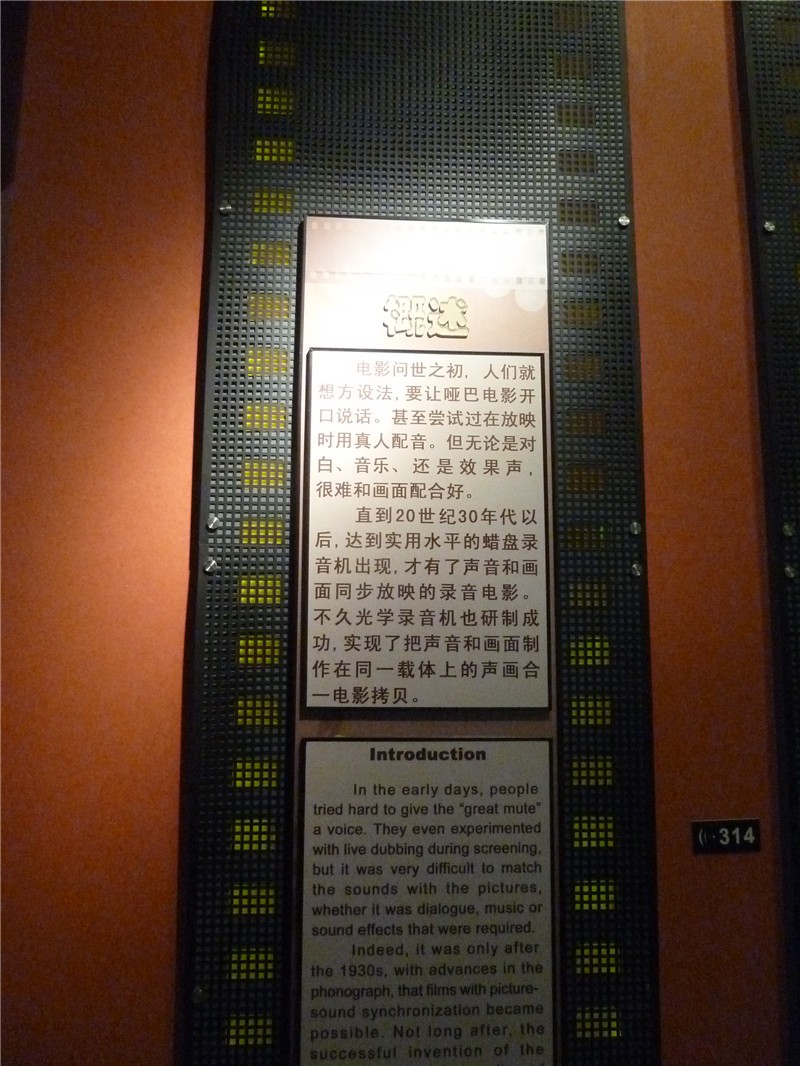 概述
电影问世之初，人们就
想方设法，要让哑巴电影开
口说话。甚至尝试过在放映
时用真人配音。但无论是对
白、音乐、还是效果声，
很难和画面配合好。
直到20世纪30年代以
后，达到实用水平的蜡盘录
音机出现，才有了声音和画
面同步放映的录音电影。
不久光学录音机也研制成
功，实现了把声音和画面制
作在同一载体上的声画合
一电影拷贝。
Introduction
In the early days, people
tried hard to give the “great mute”
a voice. They even experimented
with live dubbing during screening,
but it was very difficult to match
the sounds with the pictures,
whether it was dialogue, music or
sound effects that were required.
Indeed, it was only after
the 1930s, with advances in the
phonograph, that films with picture-
sound synchronization became
possible. Not long after, the
successful invention of the
314